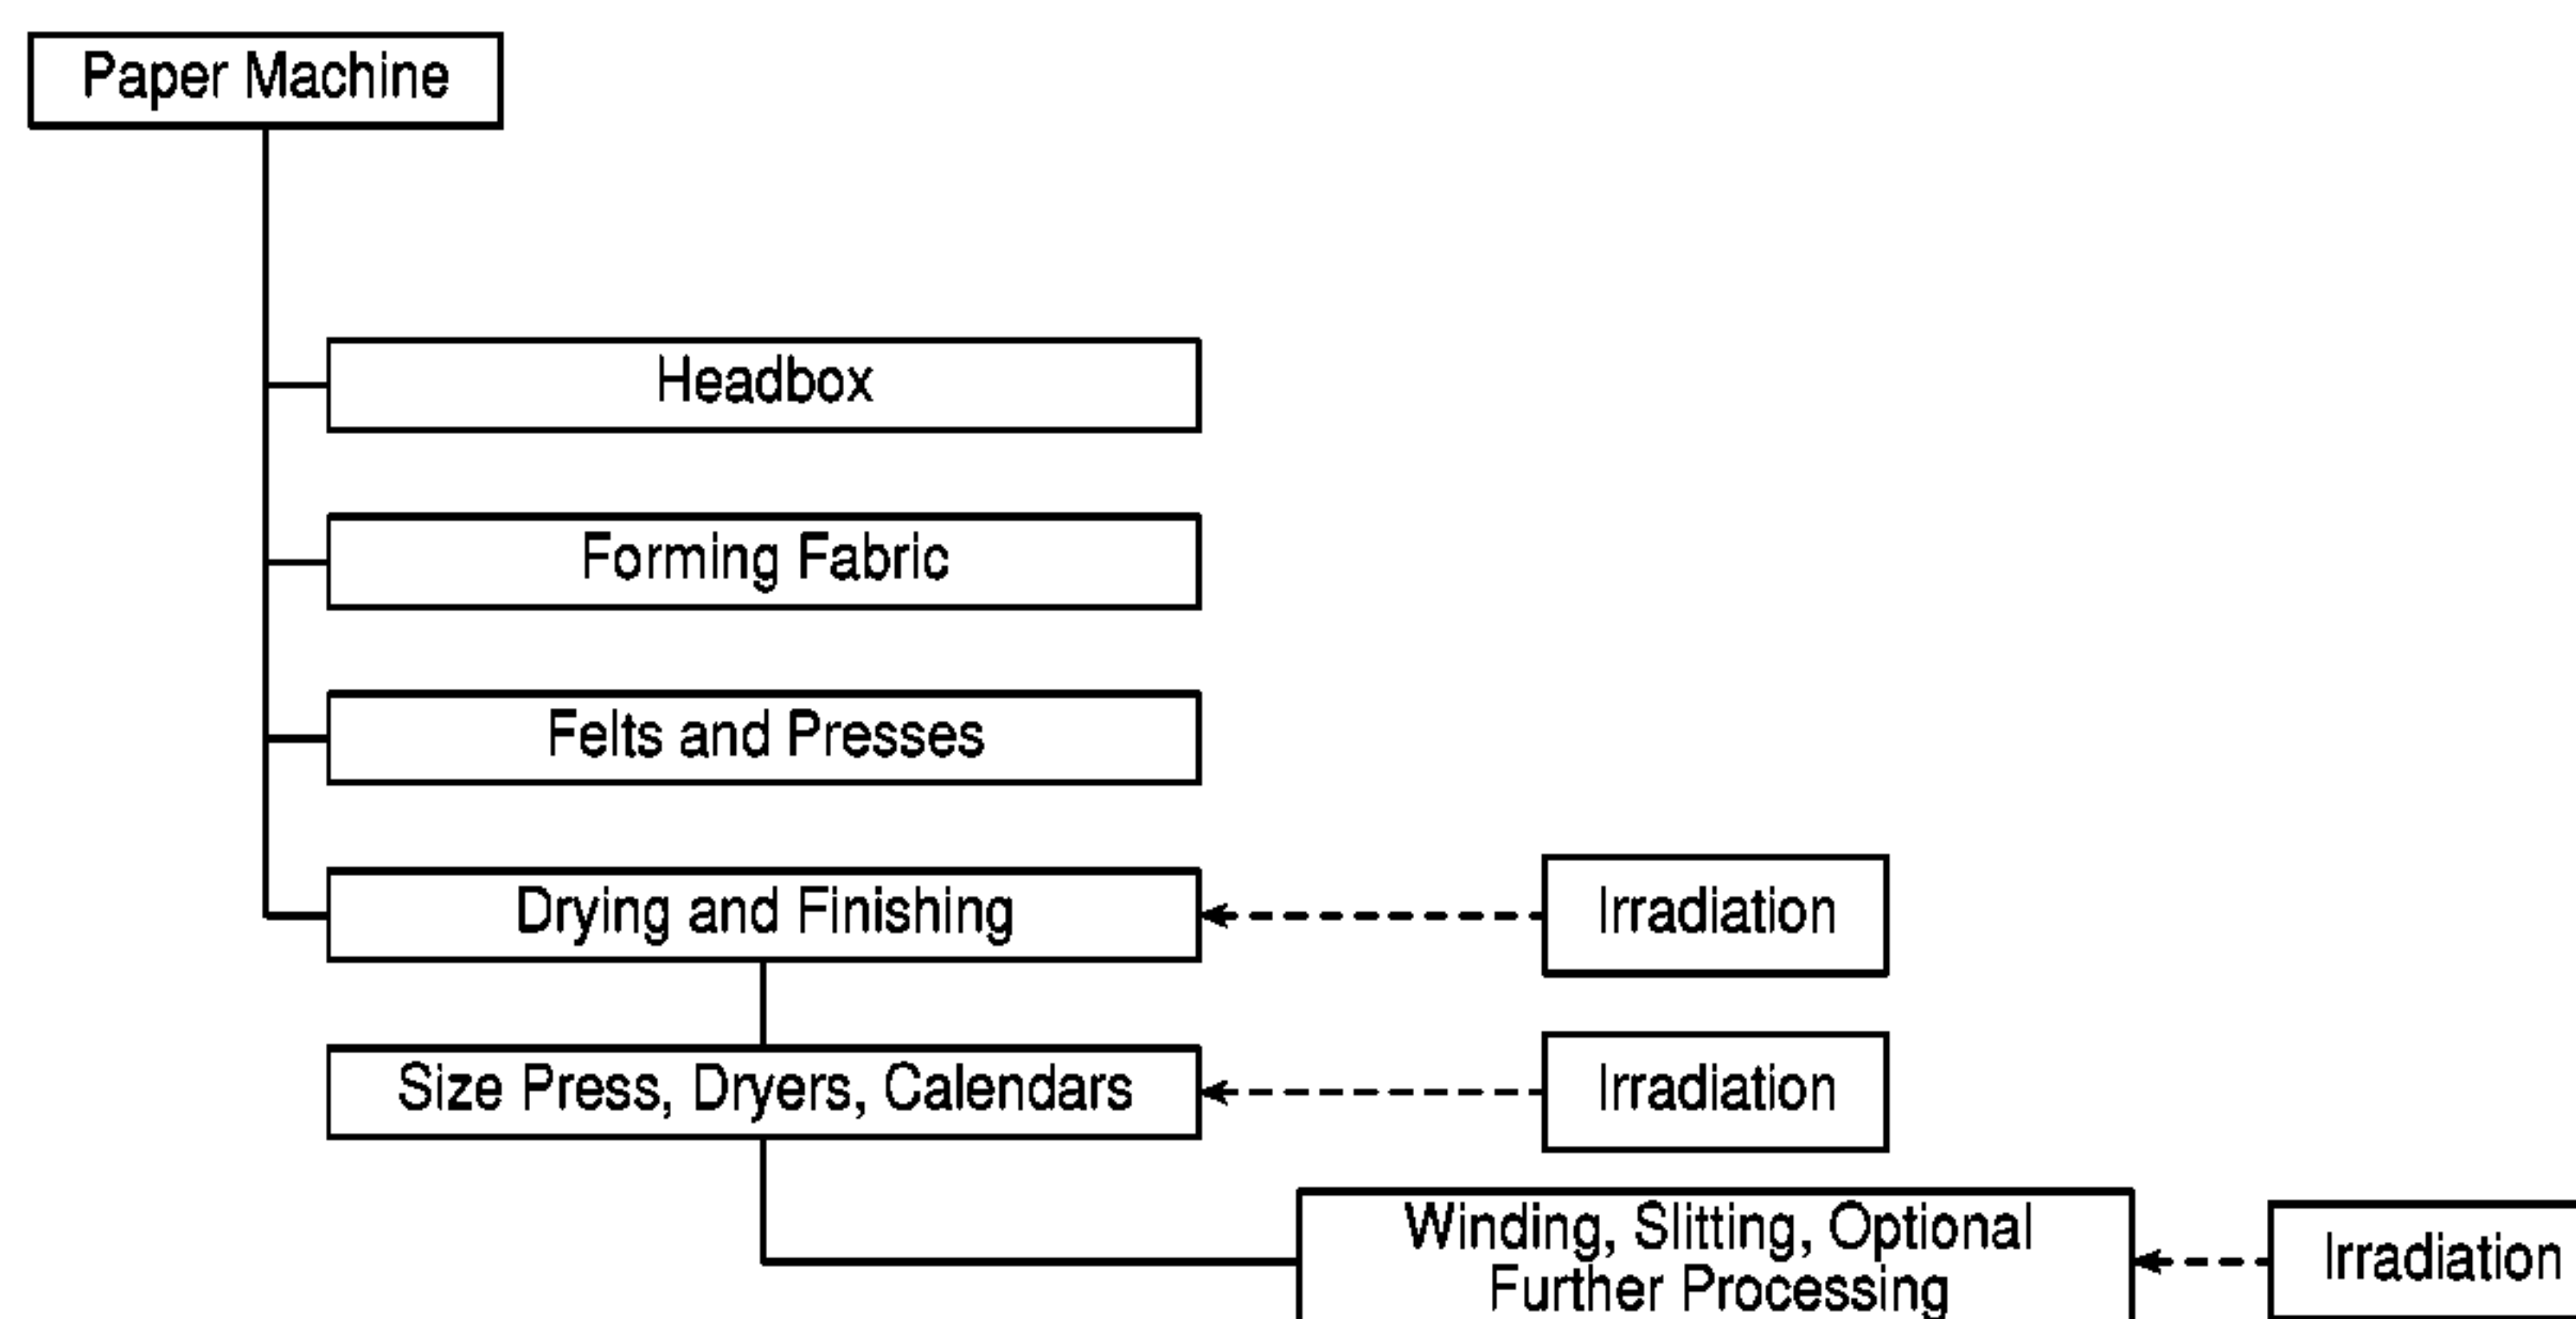 Paper Machine
Headbox
Forming Fabric
Felts and Presses
Drying and Finishing
Irradiation
Size Press, Dryers, Calendars
Irradiation
Winding, Slitting, Optional
Further Processing
Irradiation